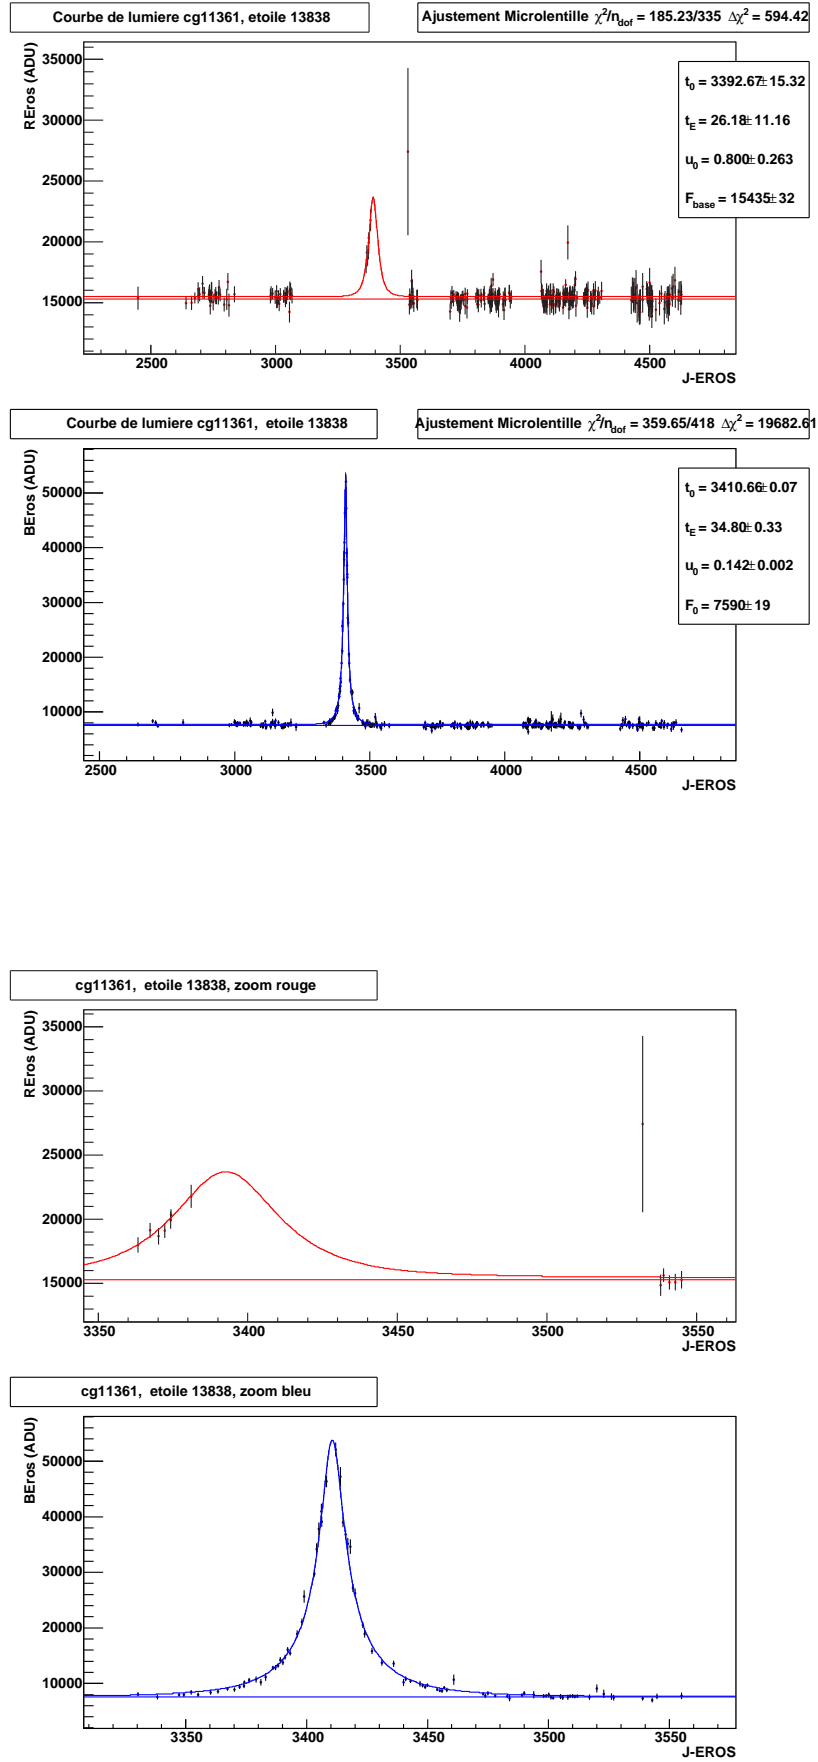 Courbe de lumiere cg11361, etoile 13838
Ajustement Microlentille χ²/n_dof = 185.23/335 Δχ² = 594.42
REros (ADU)
35000
30000
25000
20000
15000
t_0 = 3392.67± 15.32
t_E = 26.18± 11.16
u_0 = 0.800± 0.263
F_base = 15435± 32
2500 3000 3500 4000 4500
J-EROS
Courbe de lumiere cg11361, etoile 13838
Ajustement Microlentille χ²/n_dof = 359.65/418 Δχ² = 19682.61
BEros (ADU)
50000
40000
30000
20000
10000
t_0 = 3410.66± 0.07
t_E = 34.80± 0.33
u_0 = 0.142± 0.002
F_0 = 7590± 19
2500 3000 3500 4000 4500
J-EROS
cg11361, etoile 13838, zoom rouge
REros (ADU)
35000
30000
25000
20000
15000
3350 3400 3450 3500 3550
J-EROS
cg11361, etoile 13838, zoom bleu
BEros (ADU)
50000
40000
30000
20000
10000
3350 3400 3450 3500 3550
J-EROS